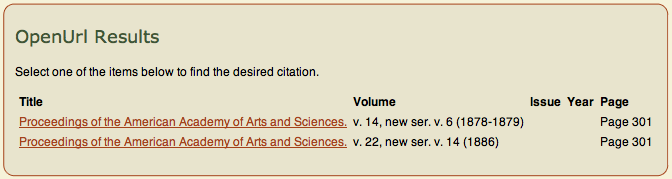 OpenUrl Results
Select one of the items below to find the desired citation.
Title Volume Issue Year Page
Proceedings of the American Academy of Arts and Sciences. v. 14, new ser. v. 6 (1878-1879) Page 301
Proceedings of the American Academy of Arts and Sciences. v. 22, new ser. v. 14 (1886) Page 301